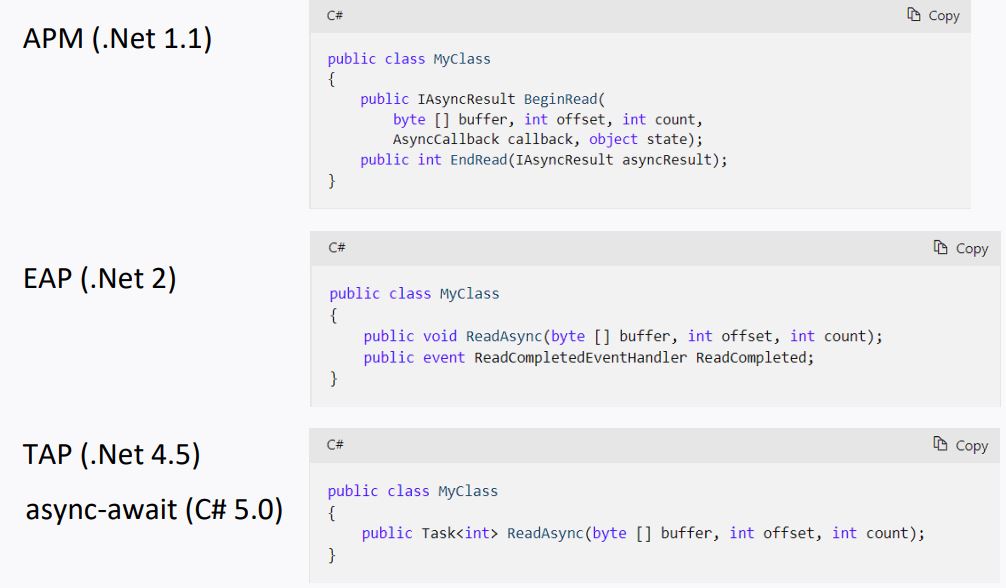 APM (.Net 1.1)
C#
Copy
public class MyClass
{
    public IAsyncResult BeginRead(
        byte [] buffer, int offset, int count,
        AsyncCallback callback, object state);
    public int EndRead(IAsyncResult asyncResult);
}
EAP (.Net 2)
C#
Copy
public class MyClass
{
    public void ReadAsync(byte [] buffer, int offset, int count);
    public event ReadCompletedEventHandler ReadCompleted;
}
TAP (.Net 4.5)
async-await (C# 5.0)
C#
Copy
public class MyClass
{
    public Task<int> ReadAsync(byte [] buffer, int offset, int count);
}